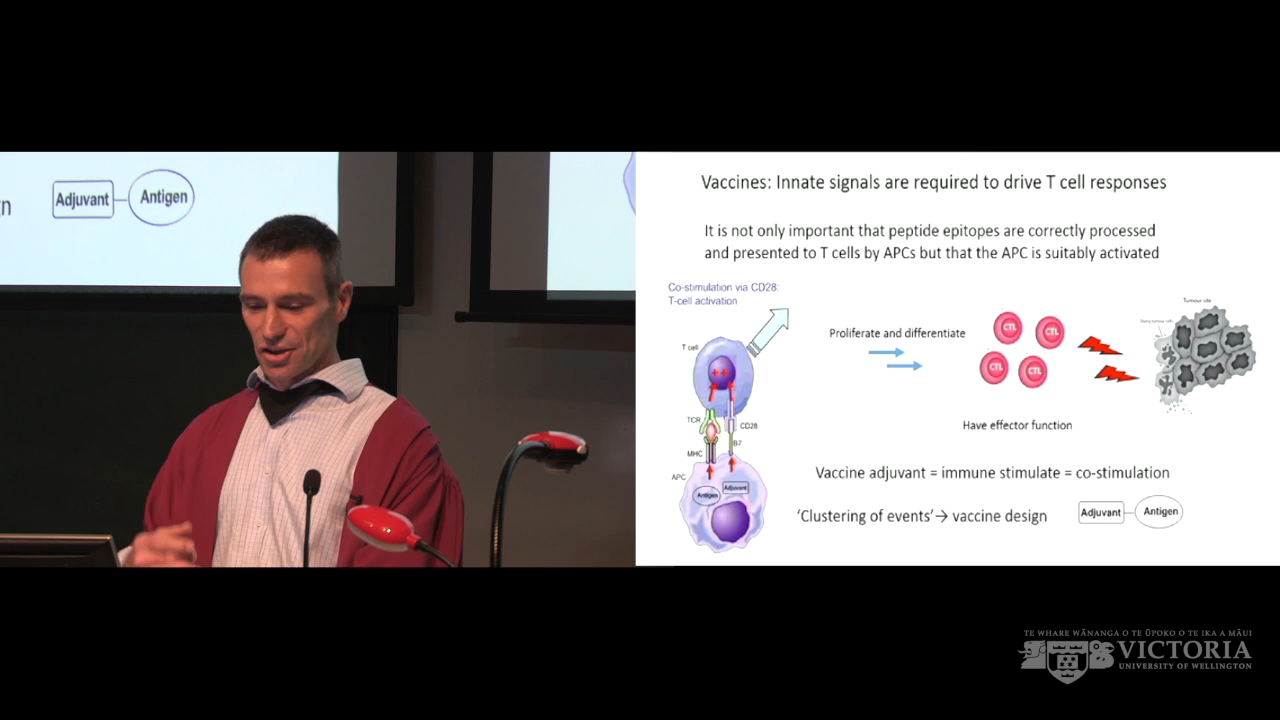 n
Adjuvant
Antigen
Vaccines: Innate signals are required to drive T cell responses
It is not only important that peptide epitopes are correctly processed
and presented to T cells by APCs but that the APC is suitably activated
Co-stimulation via CD28:
T-cell activation
T cell
TCR
CD28
B7
MHC
APC
Antigen
Adjuvant
Proliferate and differentiate
CTL
CTL
CTL
CTL
Have effector function
Tumour site
Dying tumour cells
Vaccine adjuvant = immune stimulate = co-stimulation
'Clustering of events'→ vaccine design
Adjuvant
Antigen
TE WHARE WĀNANGA O TE ŪPOKO O TE IKA A MĀUI
VICTORIA
UNIVERSITY OF WELLINGTON